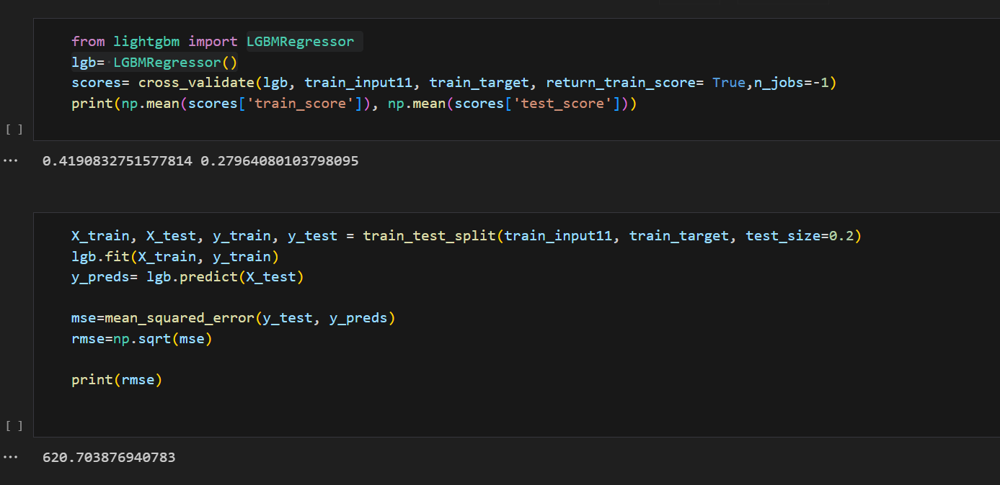 from lightgbm import LGBMRegressor
lgb= LGBMRegressor()
scores= cross_validate(lgb, train_input11, train_target, return_train_score= True,n_jobs=-1)
print(np.mean(scores['train_score']), np.mean(scores['test_score']))
[ ]
... 0.4190832751577814 0.27964080103798095
X_train, X_test, y_train, y_test = train_test_split(train_input11, train_target, test_size=0.2)
lgb.fit(X_train, y_train)
y_preds= lgb.predict(X_test)
mse=mean_squared_error(y_test, y_preds)
rmse=np.sqrt(mse)
print(rmse)
[ ]
... 620.703876940783